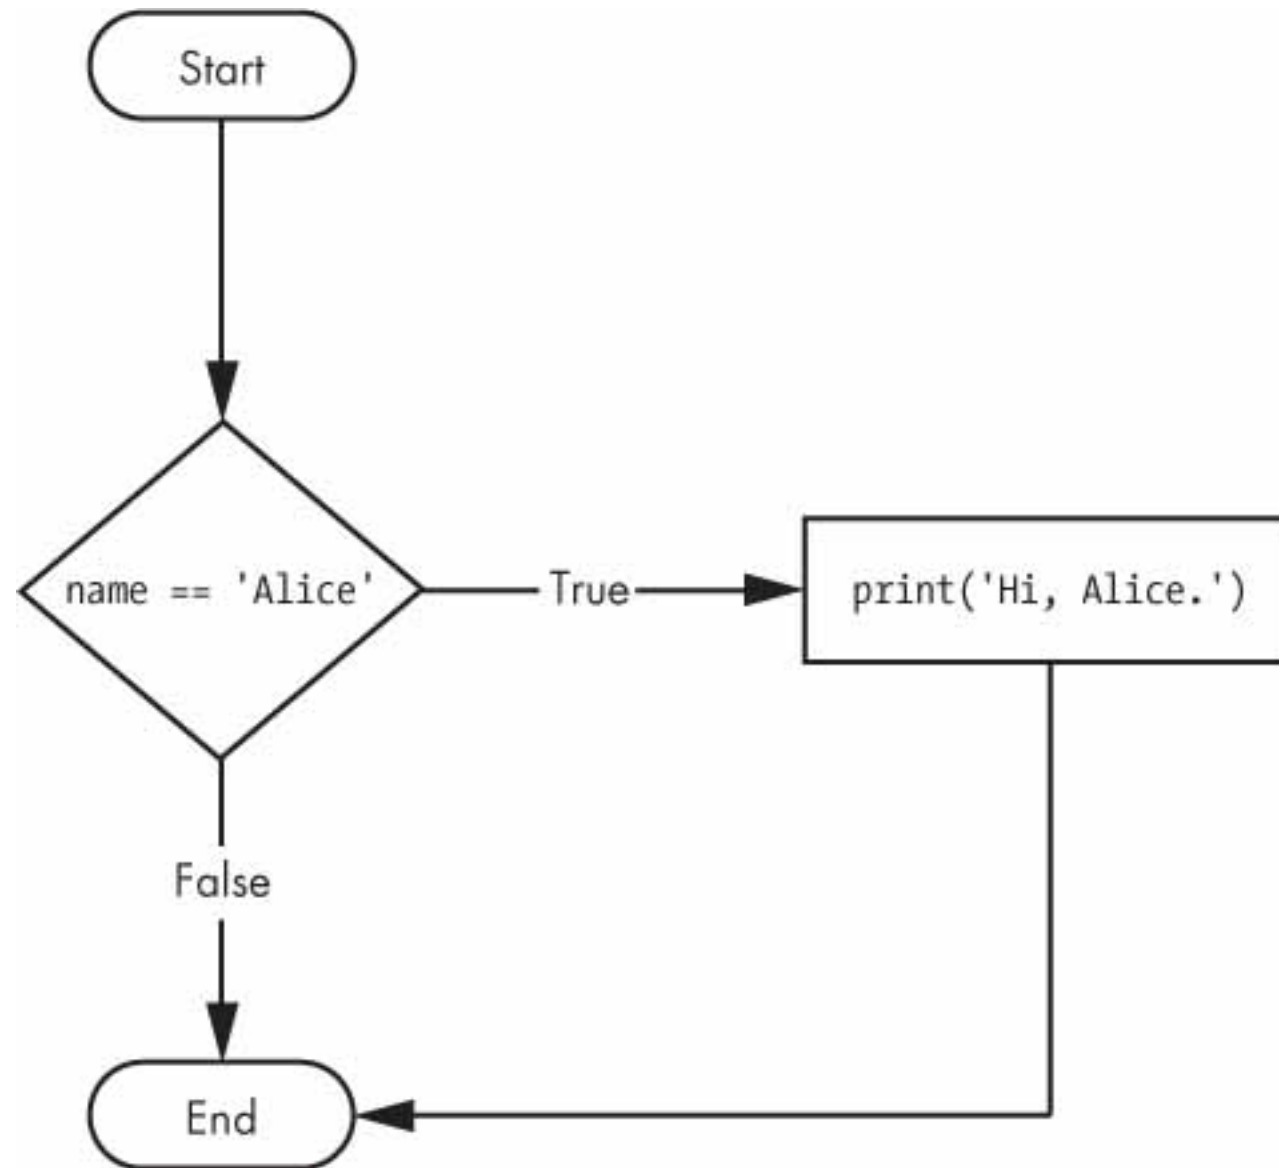 Start
name == 'Alice'
True
print('Hi, Alice.')
False
End